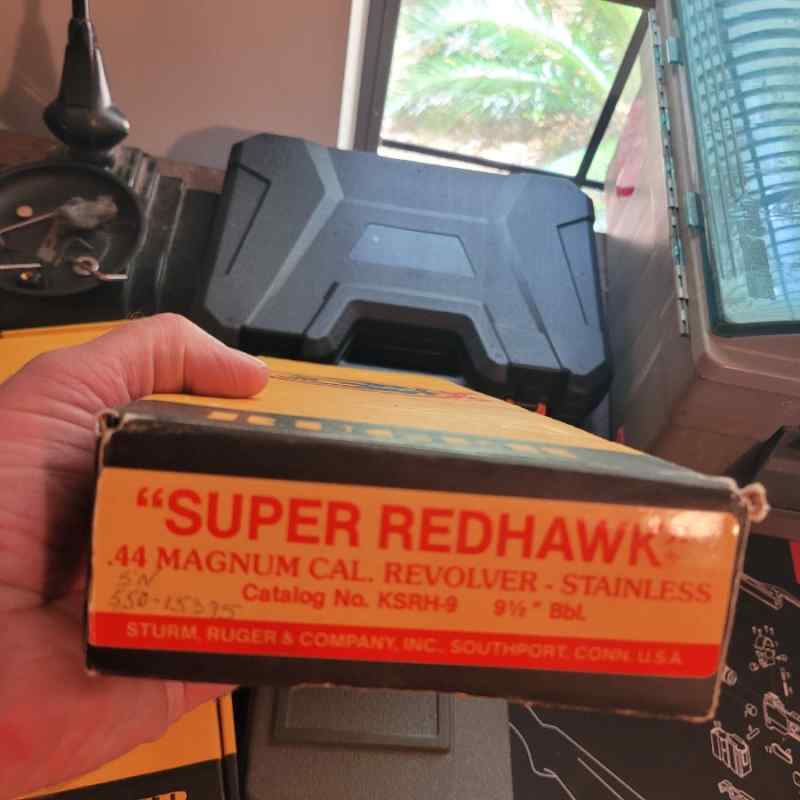 “SUPER REDHAWK”
.44 MAGNUM CAL. REVOLVER - STAINLESS
Catalog No. KSRH-9 9½" Bbl.
SN
550-15395
STURM, RUGER & COMPANY, INC. SOUTHPORT, CONN. U.S.A.